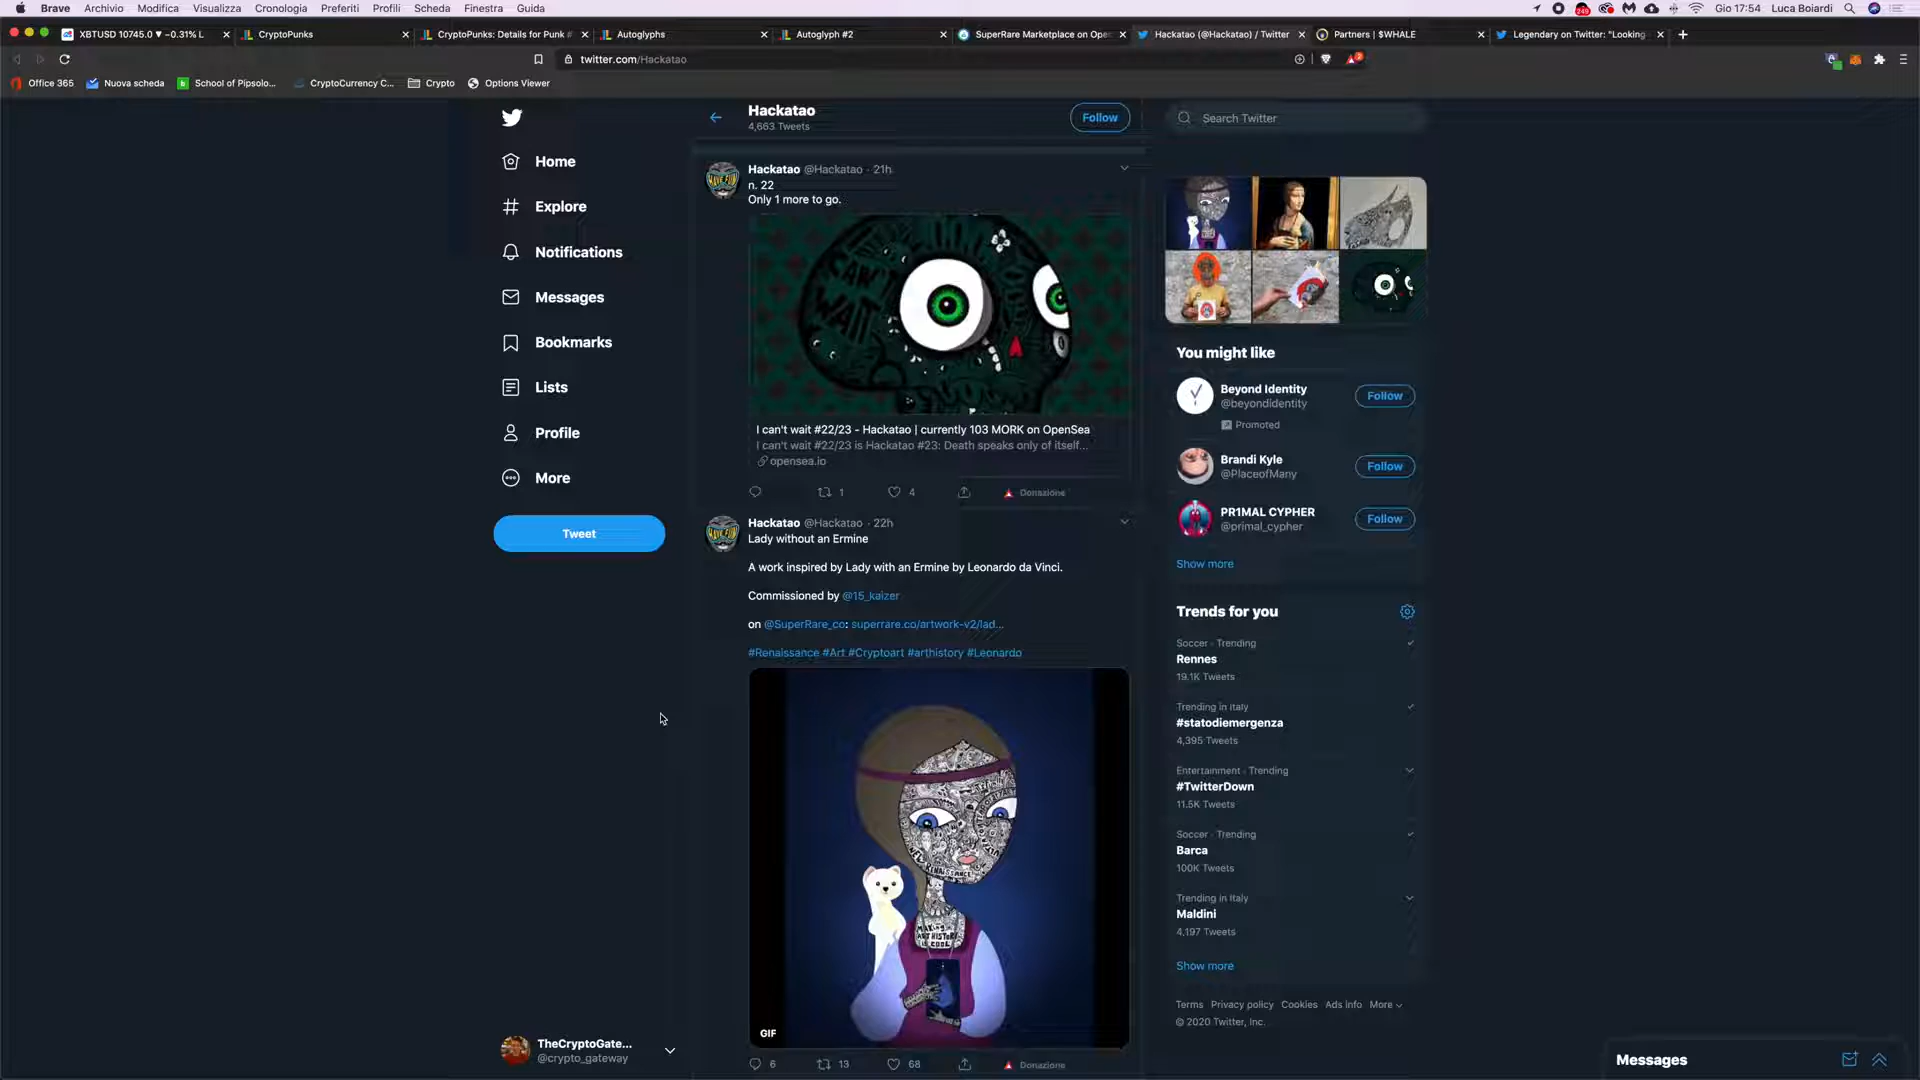 Brave Archivio Modifica Visualizza Cronologia Preferiti Profili Scheda Finestra Guida
249 Gio 17:54 Luca Boiardi
XBTUSD 10745.0 ▼ −0.31% L
CryptoPunks
CryptoPunks: Details for Punk #
Autoglyphs
Autoglyph #2
SuperRare Marketplace on Ope
Hackatao (@Hackatao) / Twitter
Partners | $WHALE
Legendary on Twitter: "Looking
twitter.com/Hackatao
Office 365
Nuova scheda
School of Pipsolo...
CryptoCurrency C...
Crypto
Options Viewer
Home
Explore
Notifications
Messages
Bookmarks
Lists
Profile
More
Tweet
TheCryptoGate...
@crypto_gateway
Hackatao
4,663 Tweets
Follow
Hackatao @Hackatao · 21h
n. 22
Only 1 more to go.
CAN'T
WAIT
I can't wait #22/23 - Hackatao | currently 103 MORK on OpenSea
I can't wait #22/23 is Hackatao #23: Death speaks only of itself...
opensea.io
1 4 Donazione
Hackatao @Hackatao · 22h
Lady without an Ermine
A work inspired by Lady with an Ermine by Leonardo da Vinci.
Commissioned by @15_kaizer
on @SuperRare_co: superrare.co/artwork-v2/lad...
#Renaissance #Art #Cryptoart #arthistory #Leonardo
RENAISSANCE
MAKING
ART HISTORY
IS COOL
GIF
6 13 68 Donazione
Search Twitter
You might like
Beyond Identity
@beyondidentity
Follow
Promoted
Brandi Kyle
@PlaceofMany
Follow
PR1MAL CYPHER
@primal_cypher
Follow
Show more
Trends for you
Soccer · Trending
Rennes
19.1K Tweets
Trending in Italy
#statodiemergenza
4,395 Tweets
Entertainment · Trending
#TwitterDown
11.5K Tweets
Soccer · Trending
Barca
100K Tweets
Trending in Italy
Maldini
4,197 Tweets
Show more
Terms Privacy policy Cookies Ads info More
© 2020 Twitter, Inc.
Messages